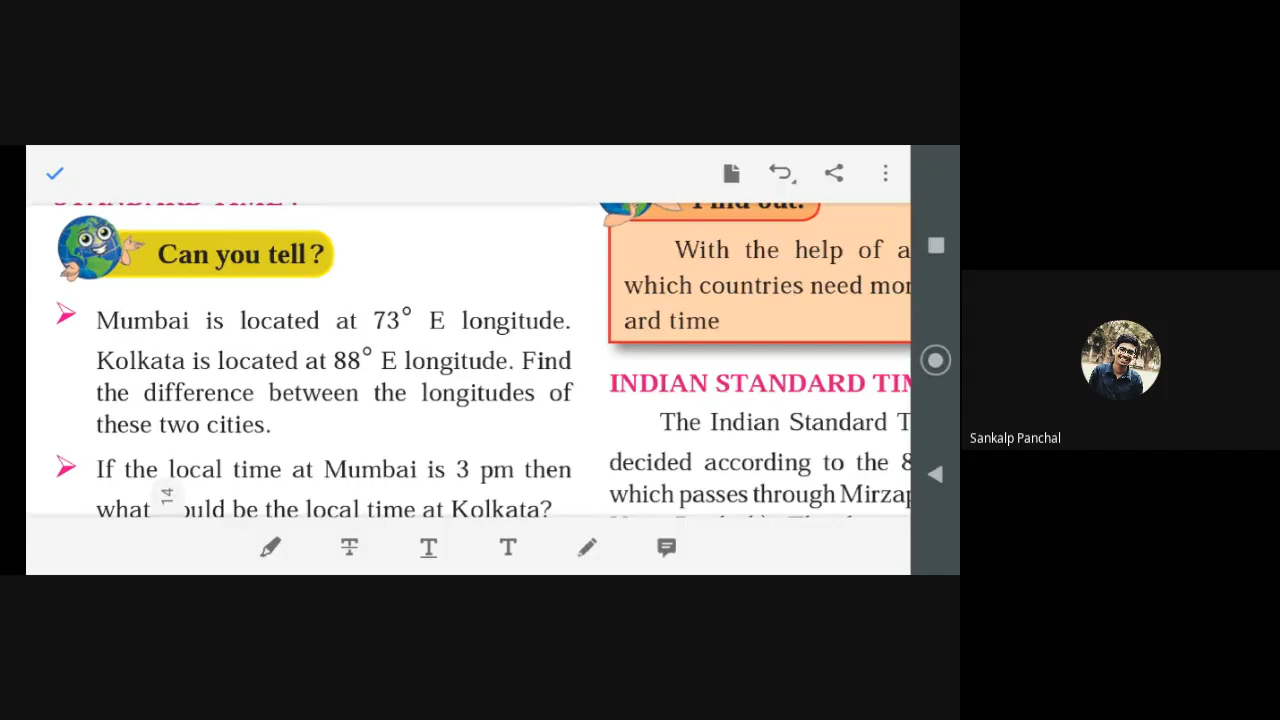 Can you tell?
Mumbai is located at 73° E longitude.
Kolkata is located at 88° E longitude. Find
the difference between the longitudes of
these two cities.
If the local time at Mumbai is 3 pm then
what ould be the local time at Kolkata?
14
Find out.
With the help of a
which countries need mor
ard time
INDIAN STANDARD TIM
The Indian Standard T
decided according to the 8
which passes through Mirzap
Sankalp Panchal